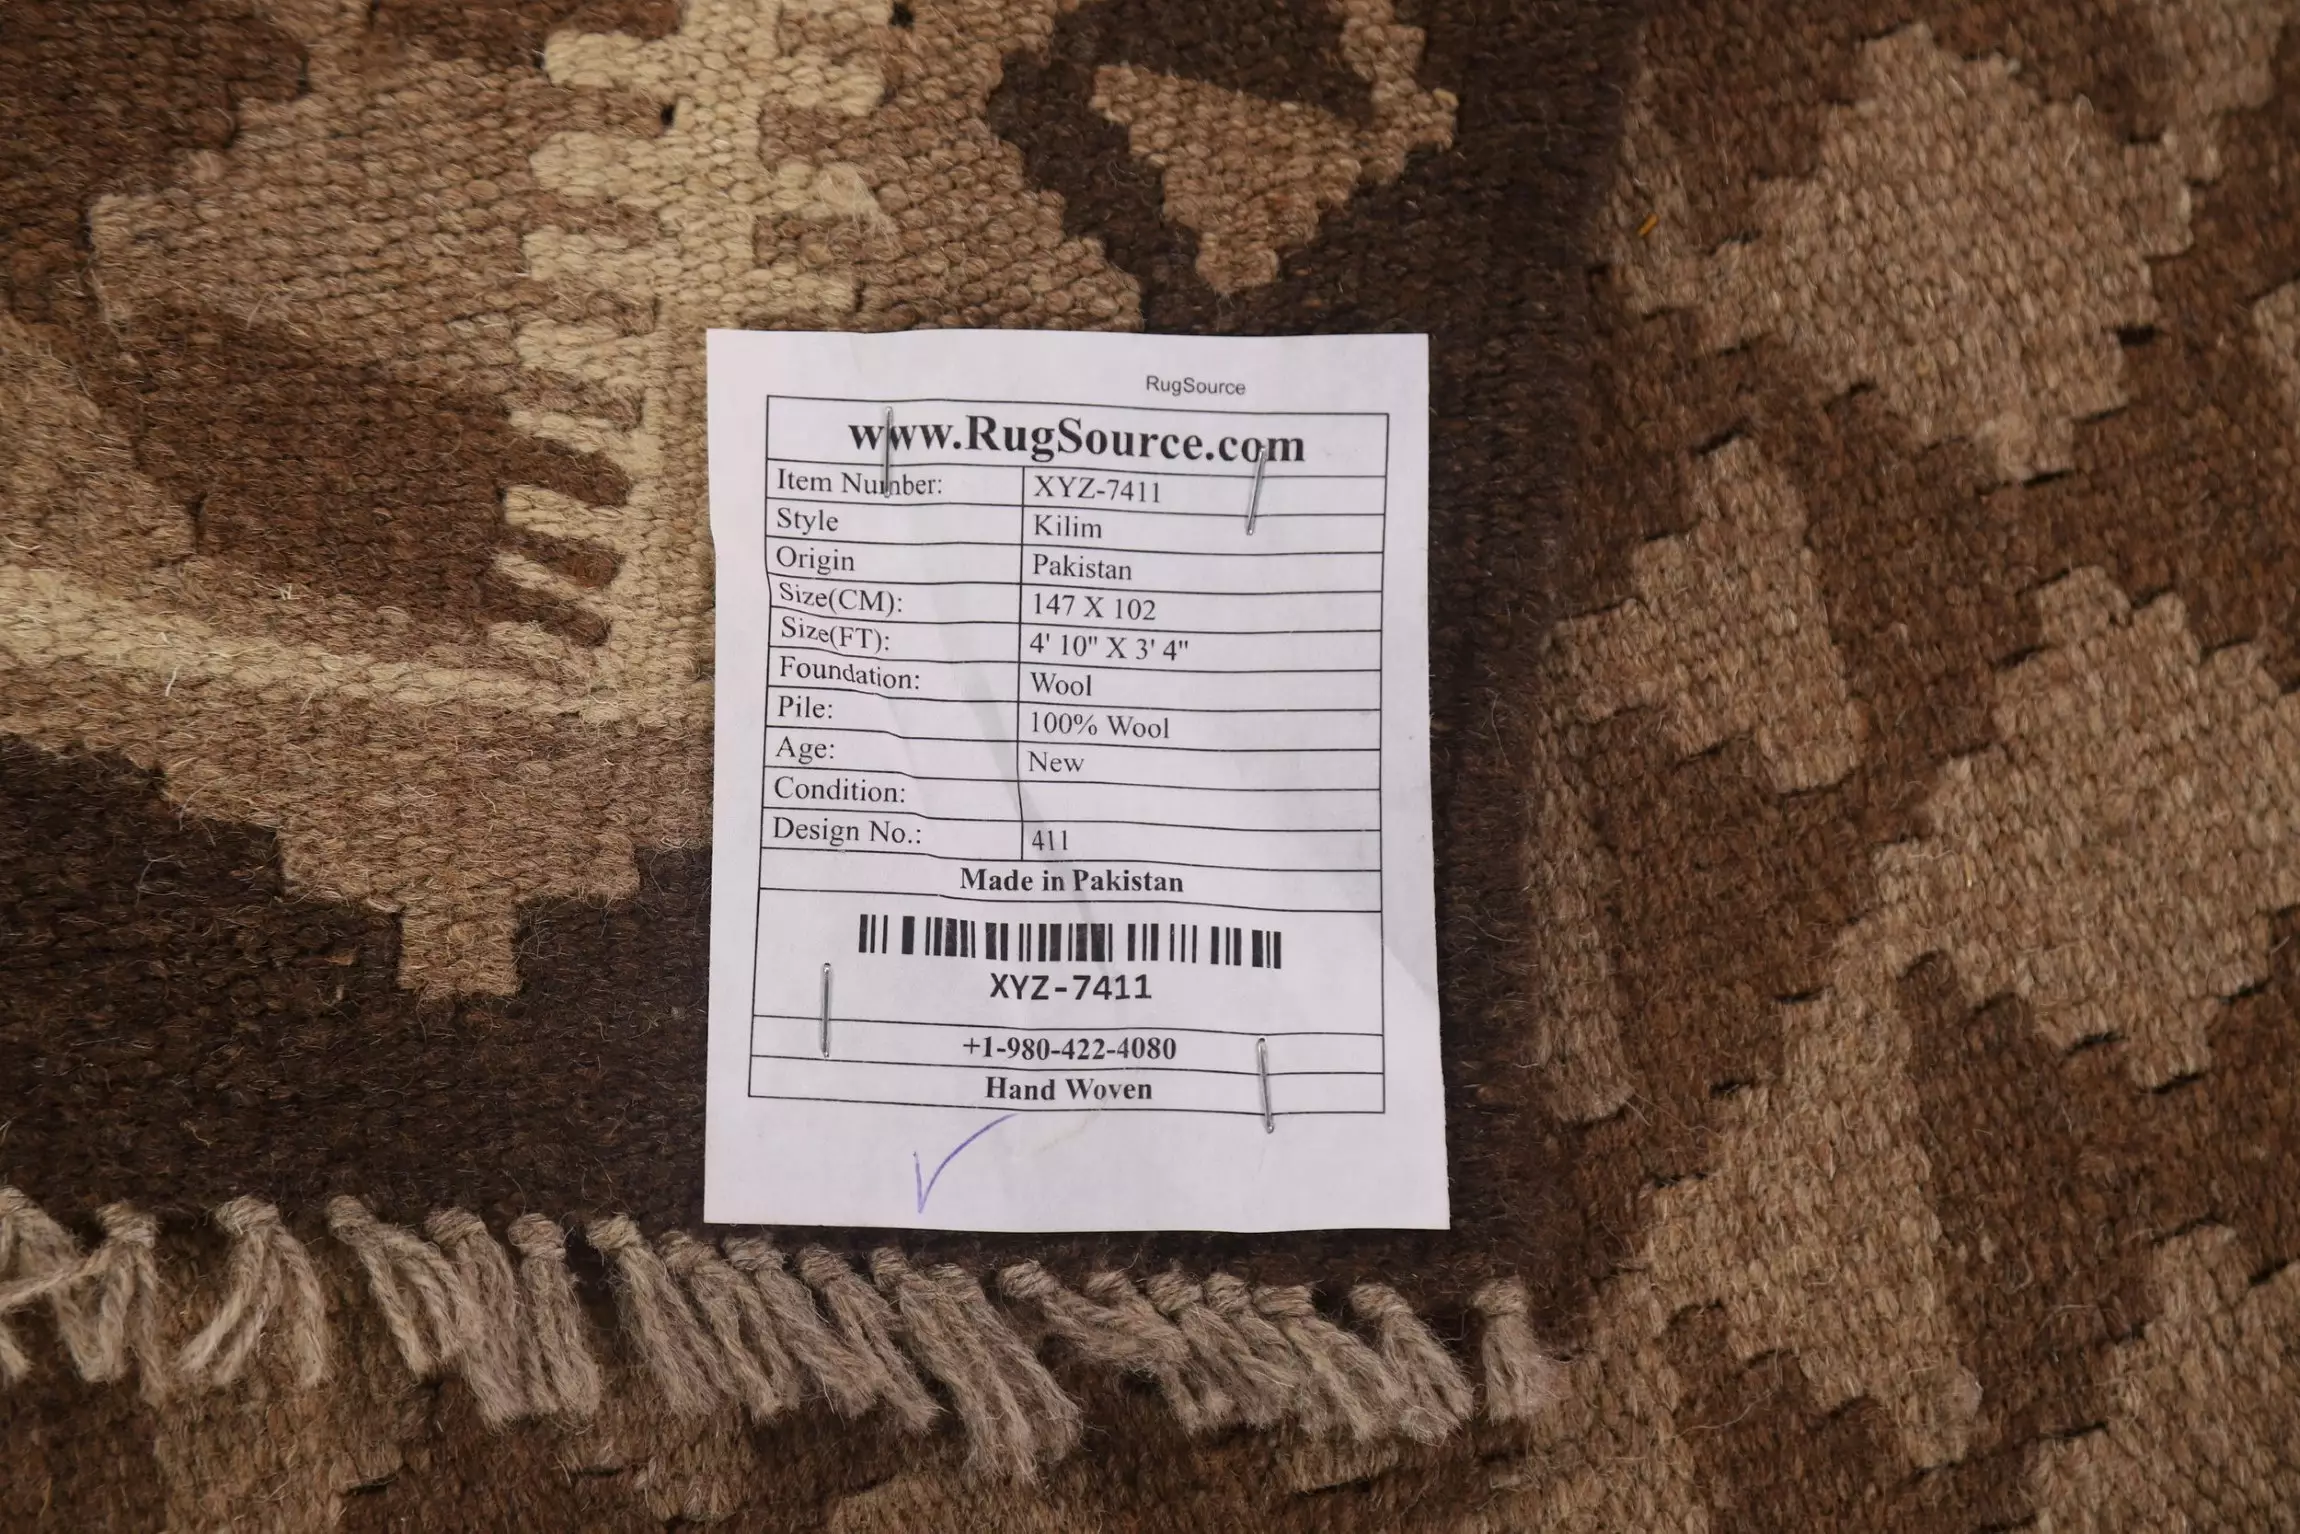 RugSource
www.RugSource.com
Item Number: XYZ-7411
Style Kilim
Origin Pakistan
Size(CM): 147 X 102
Size(FT): 4' 10" X 3' 4"
Foundation: Wool
Pile: 100% Wool
Age: New
Condition:
Design No.: 411
Made in Pakistan
XYZ-7411
+1-980-422-4080
Hand Woven